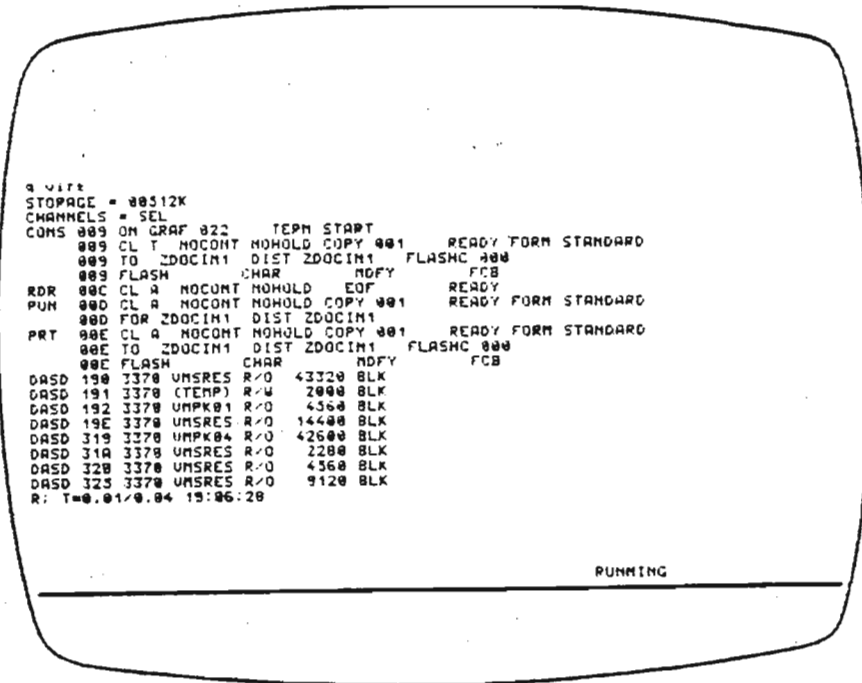 q virt
STORAGE = 00512K
CHANNELS = SEL
CONS 009 ON GRAF 022 TERM START
009 CL T NOCONT NOHOLD COPY 001 READY FORM STANDARD
009 TO ZDOCIN1 DIST ZDOCIN1 FLASHC 000
009 FLASH CHAR MDFY FCB
RDR 00C CL A NOCONT NOHOLD EOF READY
PUN 00D CL A NOCONT NOHOLD COPY 001 READY FORM STANDARD
00D FOR ZDOCIN1 DIST ZDOCIN1
PRT 00E CL A NOCONT NOHOLD COPY 001 READY FORM STANDARD
00E TO ZDOCIN1 DIST ZDOCIN1 FLASHC 000
00E FLASH CHAR MDFY FCB
DASD 190 3370 VMSRES R/O 43320 BLK
DASD 191 3370 (TEMP) R/W 2000 BLK
DASD 192 3370 VMPK01 R/O 4560 BLK
DASD 19E 3370 VMSRES R/O 14400 BLK
DASD 319 3370 VMPK04 R/O 42600 BLK
DASD 31A 3370 VMSRES R/O 2280 BLK
DASD 320 3370 VMSRES R/O 4560 BLK
DASD 323 3370 VMSRES R/O 9120 BLK
R; T=0.01/0.04 15:06:20
RUNNING